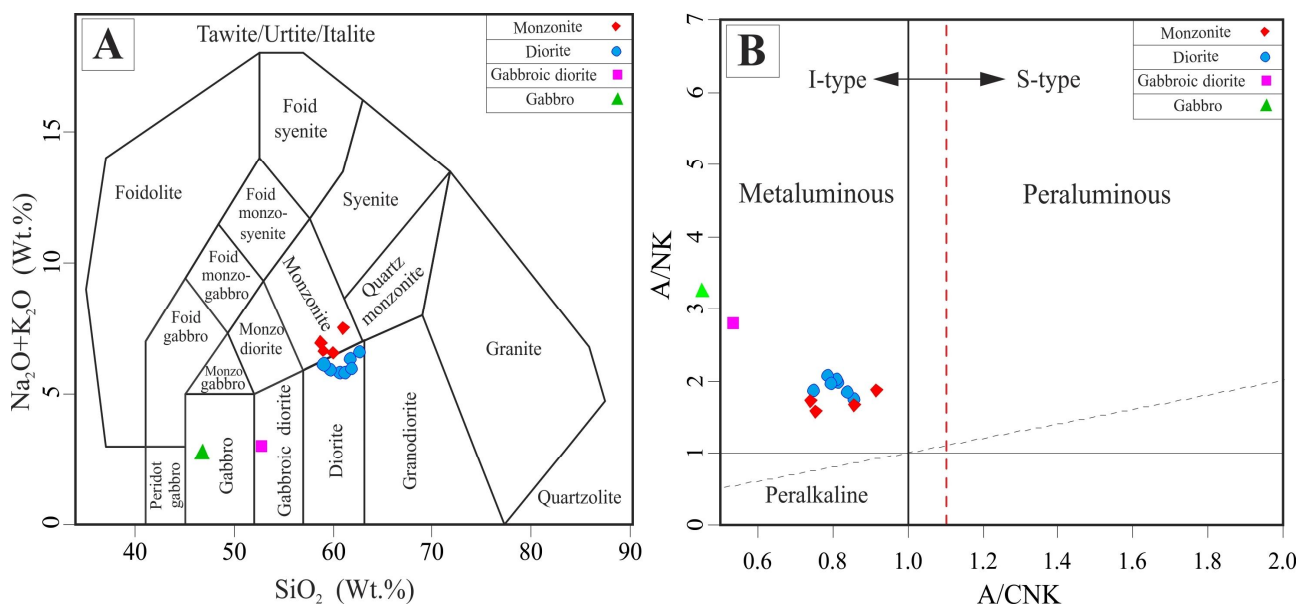 A
Tawite/Urtite/Italite
Monzonite
Diorite
Gabbroic diorite
Gabbro
Foid
syenite
Foidolite
Foid
monzo-
syenite
Syenite
Foid
monzo-
gabbro
Monzonite
Quartz
monzonite
Foid
gabbro
Monzo
diorite
Monzo
gabbro
Granite
Peridot
gabbro
Gabbro
Gabbroic diorite
Diorite
Granodiorite
Quartzolite
Na₂O+K₂O (Wt.%)
15
10
5
0
40 50 60 70 80 90
SiO₂ (Wt.%)
B
Monzonite
Diorite
Gabbroic diorite
Gabbro
I-type
S-type
Metaluminous
Peraluminous
Peralkaline
A/NK
7
6
5
4
3
2
1
0
0.6 0.8 1.0 1.2 1.4 1.6 1.8 2.0
A/CNK